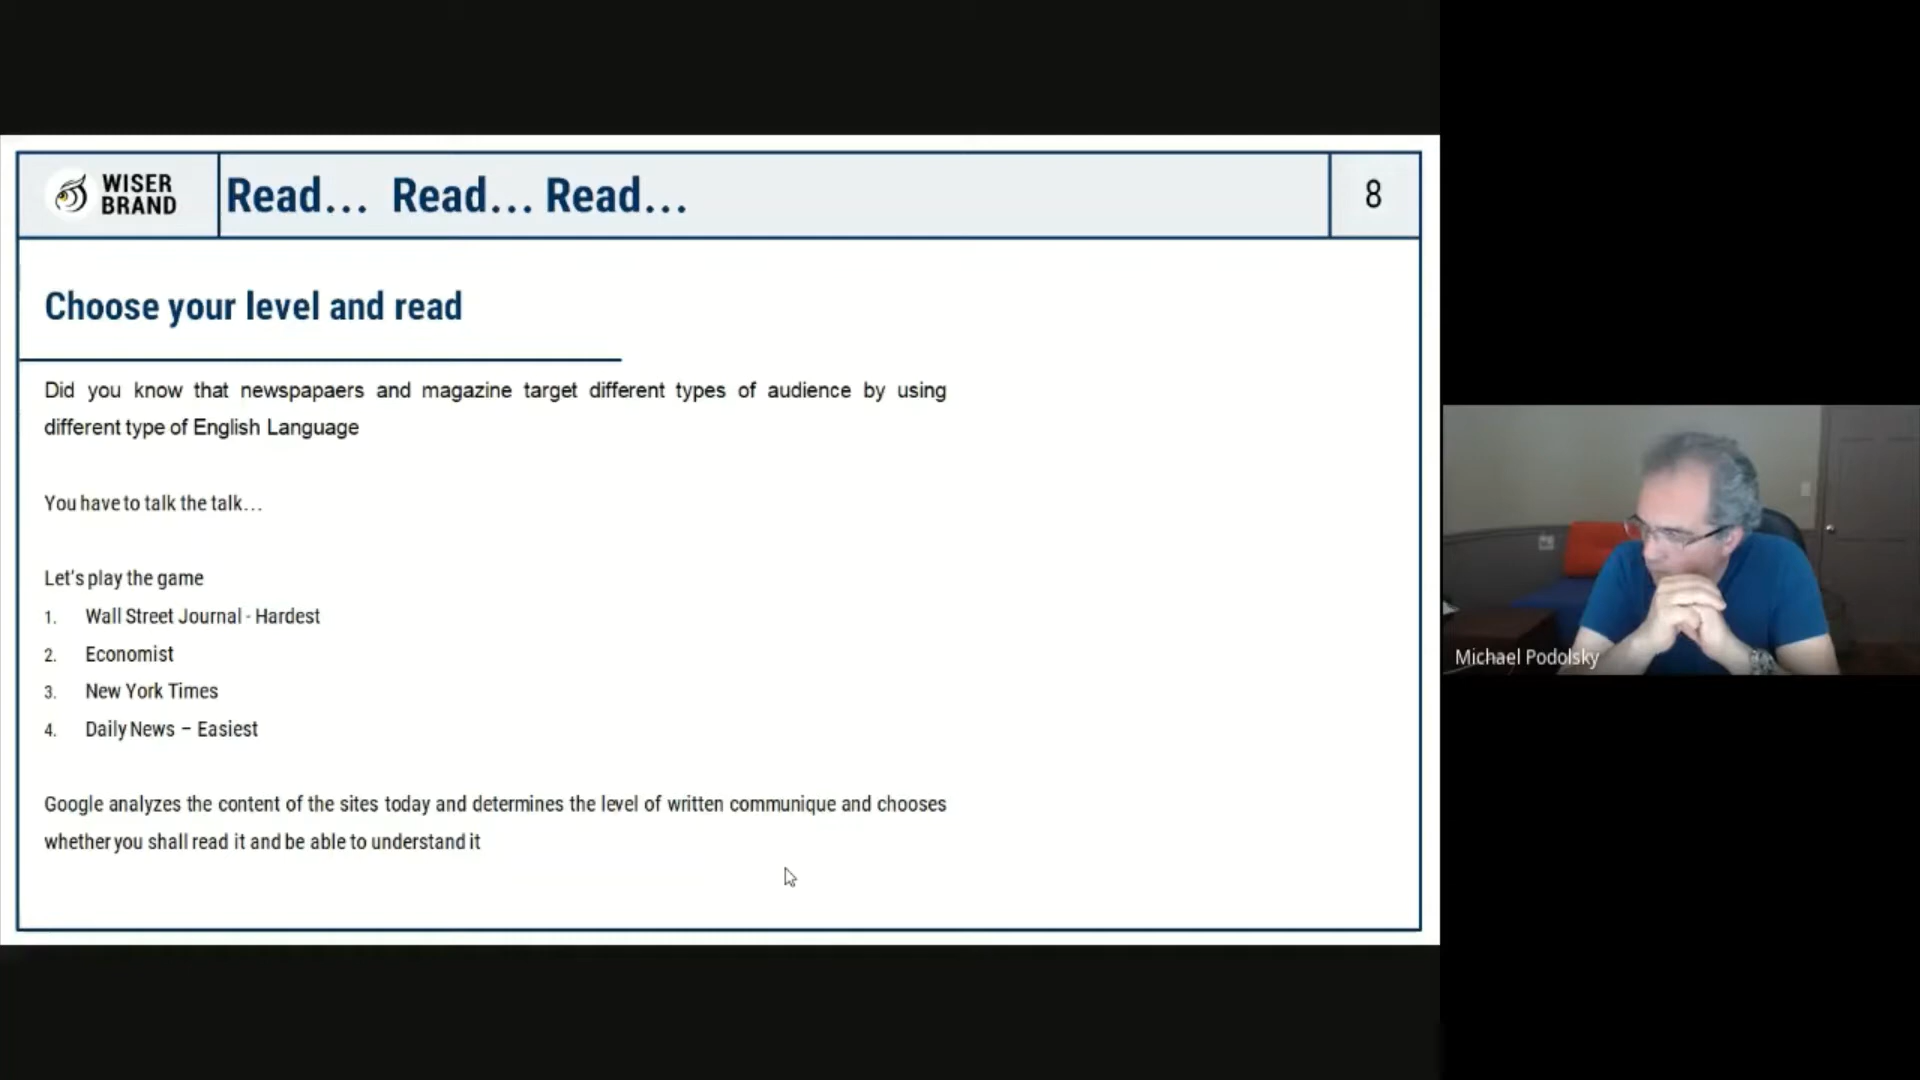 WISER
BRAND
Read... Read... Read...
8
Choose your level and read
Did you know that newspapaers and magazine target different types of audience by using
different type of English Language
You have to talk the talk...
Let's play the game
1. Wall Street Journal - Hardest
2. Economist
3. New York Times
4. Daily News – Easiest
Google analyzes the content of the sites today and determines the level of written communique and chooses
whether you shall read it and be able to understand it
Michael Podolsky